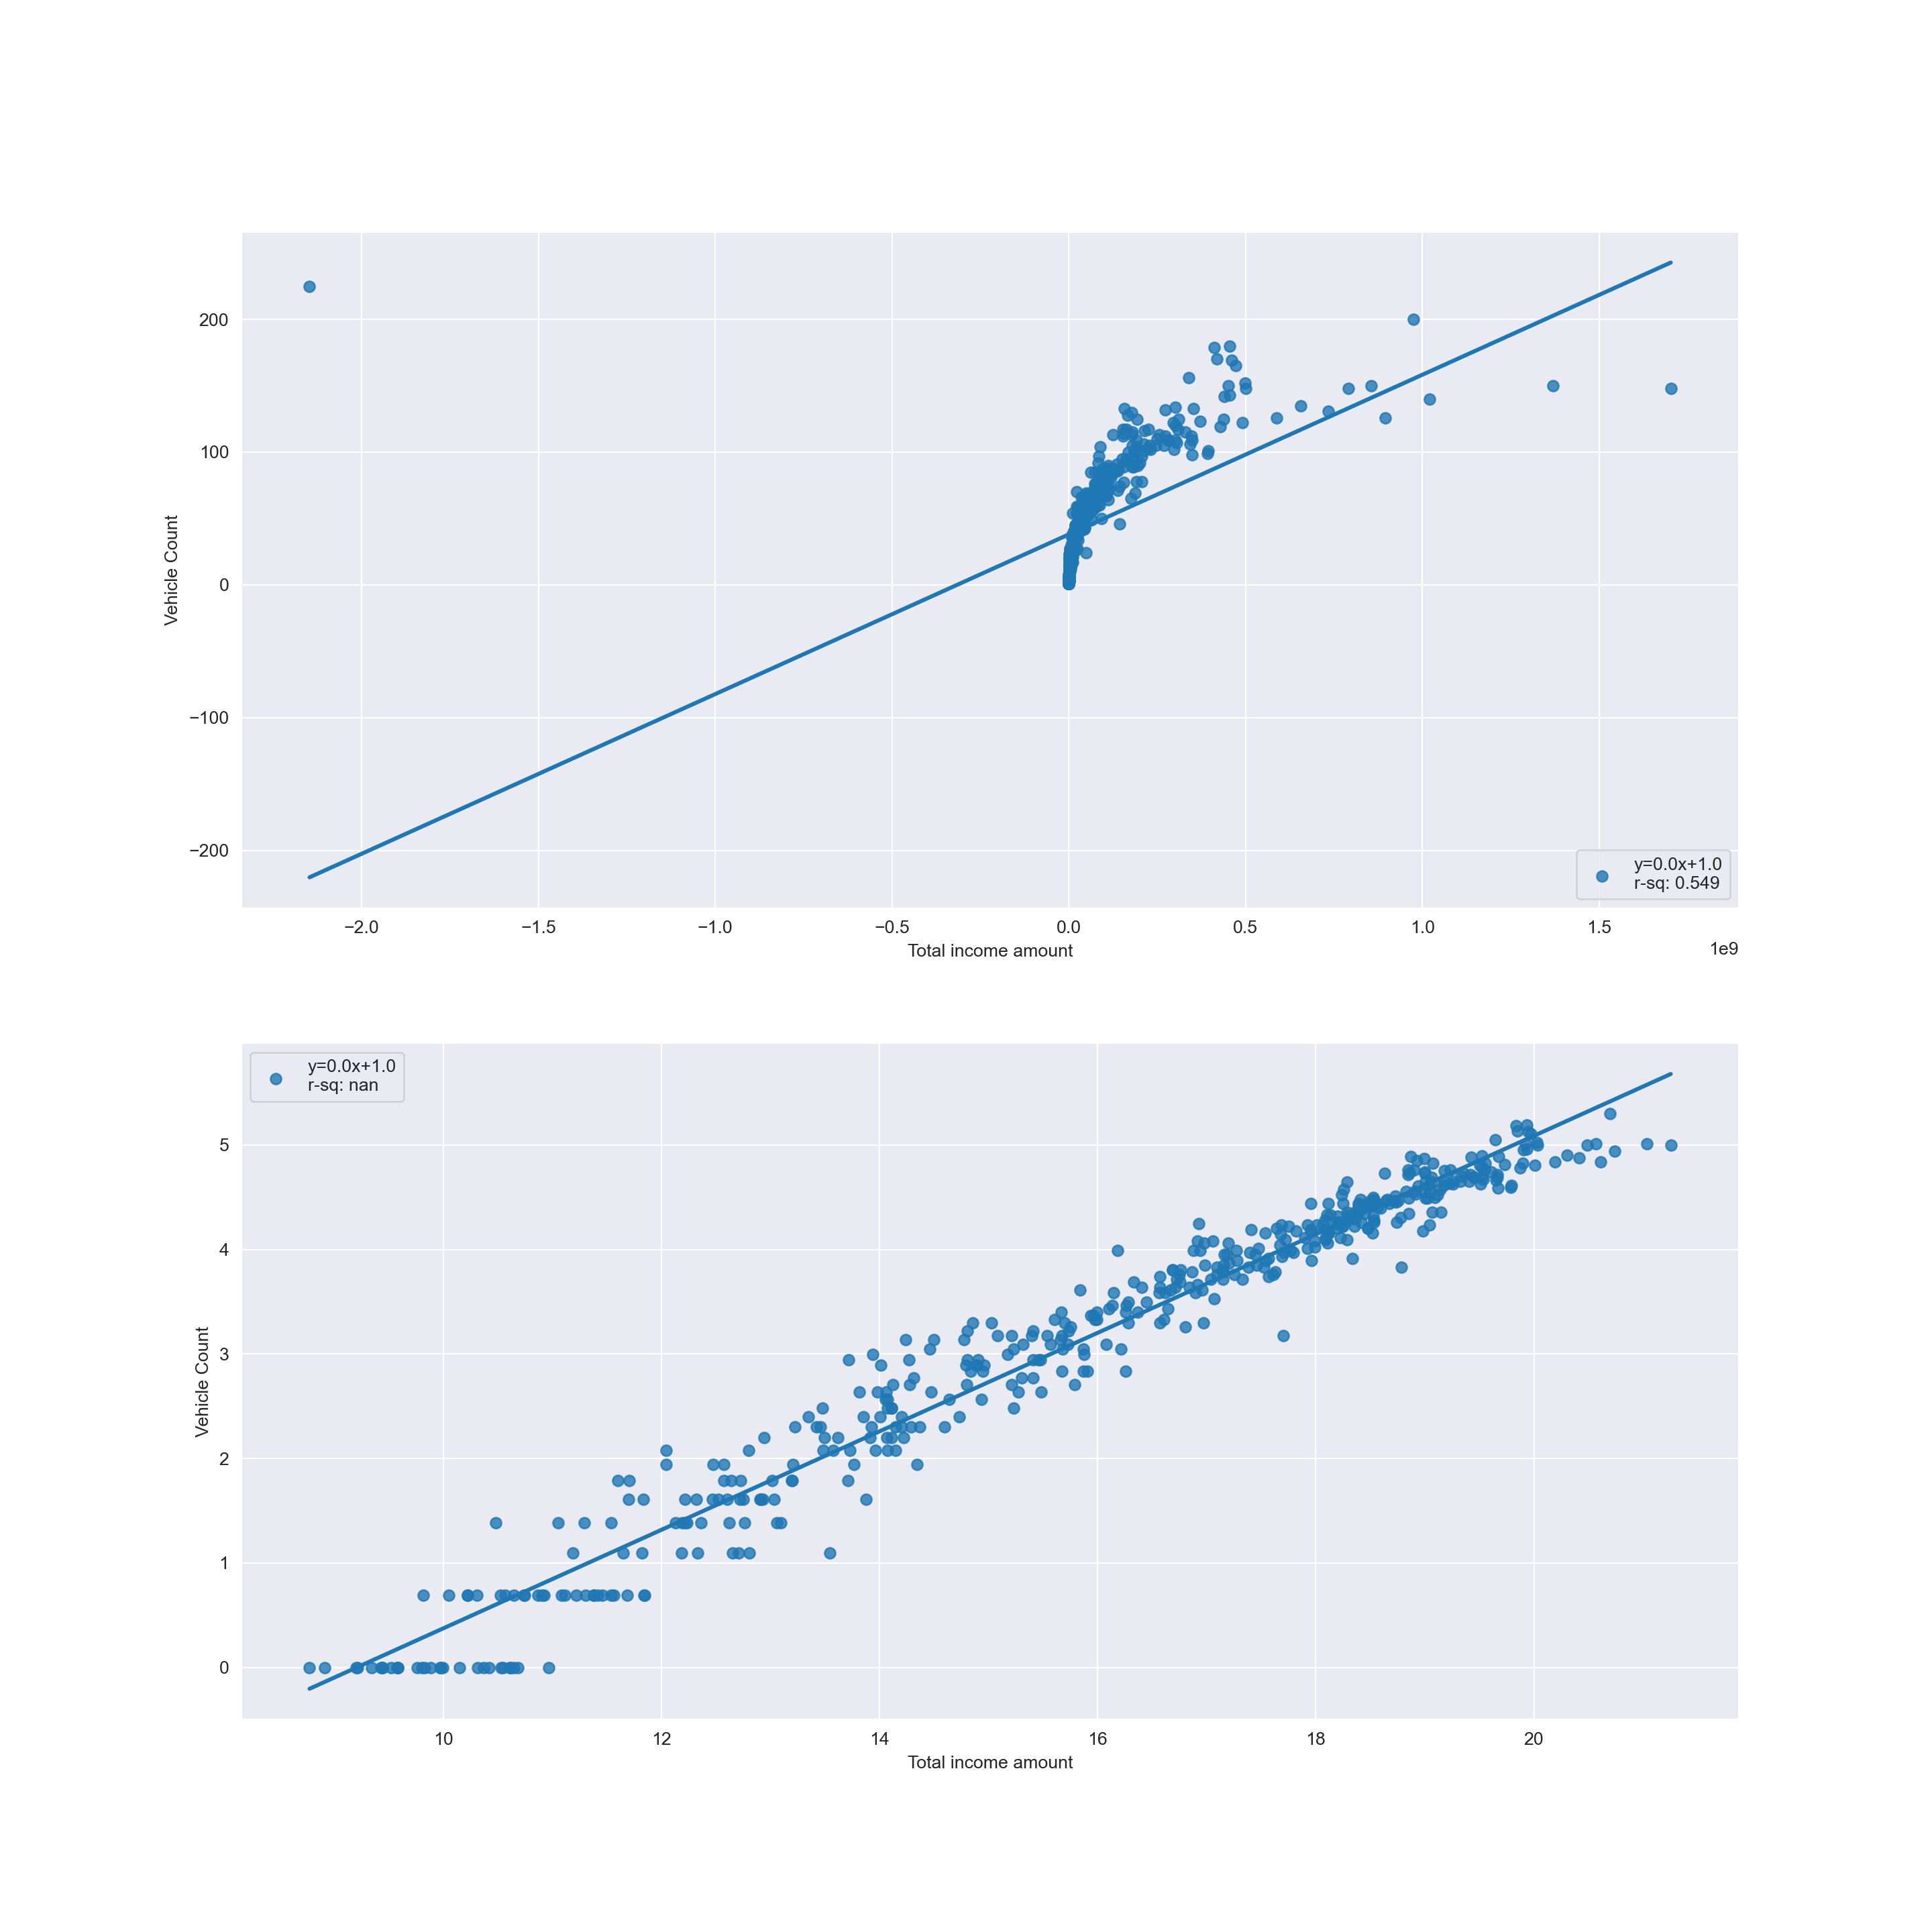 200
100
0
−100
−200
Vehicle Count
y=0.0x+1.0
r-sq: 0.549
−2.0 −1.5 −1.0 −0.5 0.0 0.5 1.0 1.5
Total income amount
1e9
y=0.0x+1.0
r-sq: nan
5
4
3
2
1
0
Vehicle Count
10 12 14 16 18 20
Total income amount